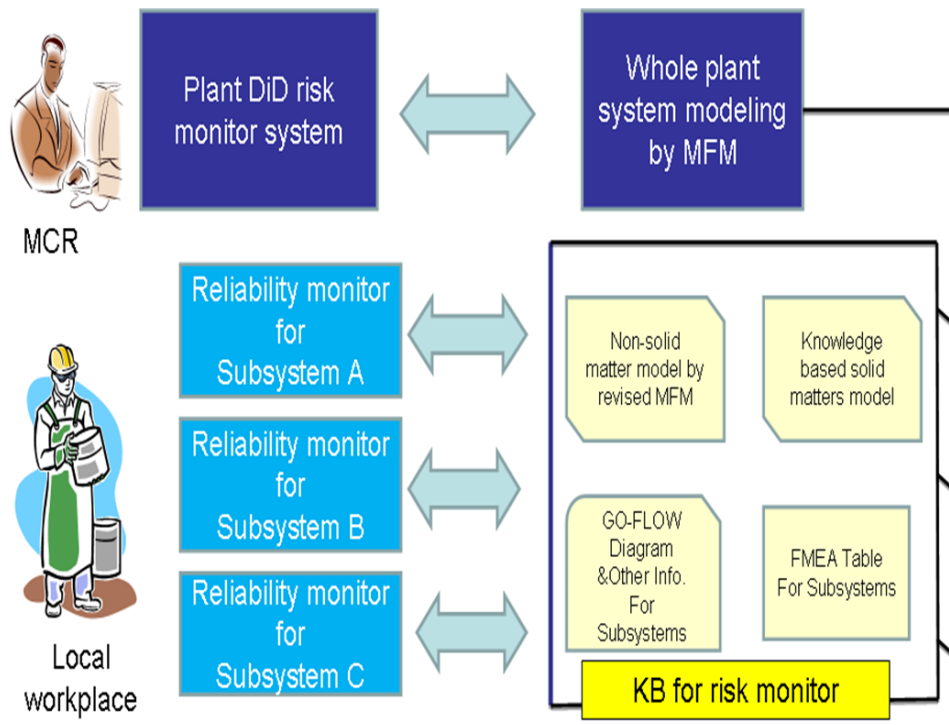 Plant DiD risk
monitor system
Whole plant
system modeling
by MFM
MCR
Reliability monitor
for
Subsystem A
Non-solid
matter model by
revised MFM
Knowledge
based solid
matters model
Reliability monitor
for
Subsystem B
GO-FLOW
Diagram
&Other Info.
For
Subsystems
FMEA Table
For Subsystems
Reliability monitor
for
Subsystem C
Local
workplace
KB for risk monitor